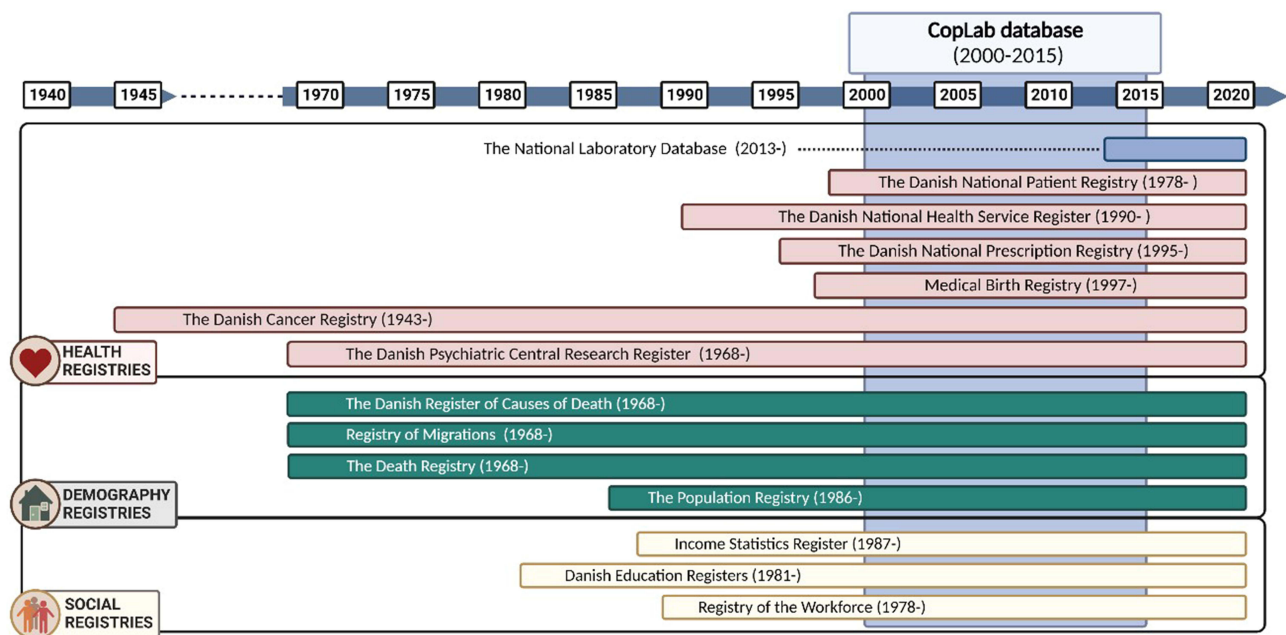 CopLab database
(2000-2015)
1940 1945 1970 1975 1980 1985 1990 1995 2000 2005 2010 2015 2020
The National Laboratory Database (2013-)
The Danish National Patient Registry (1978- )
The Danish National Health Service Register (1990- )
The Danish National Prescription Registry (1995-)
Medical Birth Registry (1997-)
The Danish Cancer Registry (1943-)
The Danish Psychiatric Central Research Register (1968-)
HEALTH
REGISTRIES
The Danish Register of Causes of Death (1968-)
Registry of Migrations (1968-)
The Death Registry (1968-)
The Population Registry (1986-)
DEMOGRAPHY
REGISTRIES
Income Statistics Register (1987-)
Danish Education Registers (1981-)
Registry of the Workforce (1978-)
SOCIAL
REGISTRIES